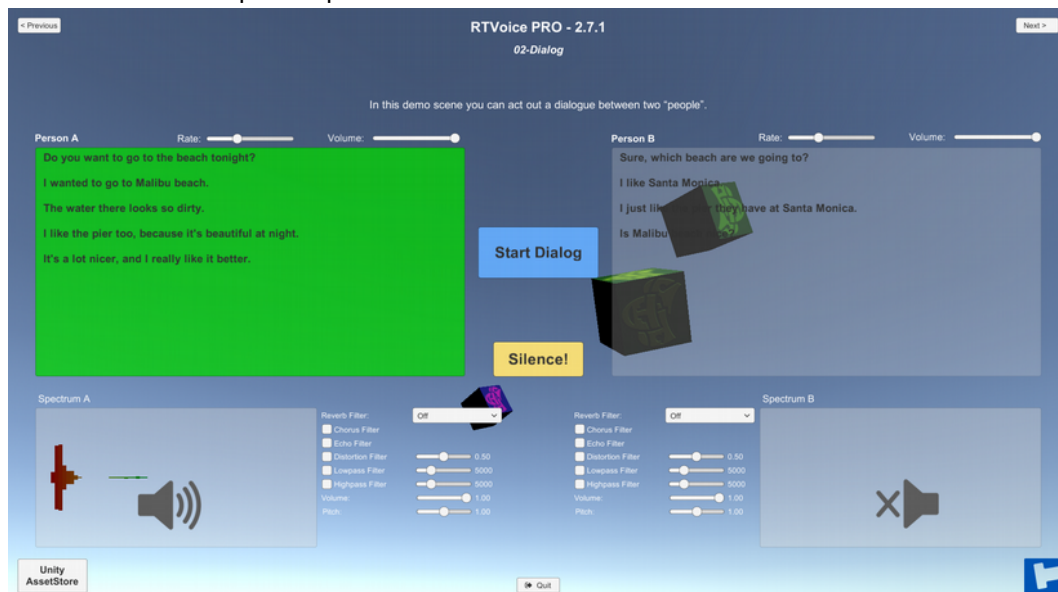 < Previous
RTVoice PRO - 2.7.1
Next >
02-Dialog
In this demo scene you can act out a dialogue between two "people".
Person A
Rate:
Volume:
Do you want to go to the beach tonight?
I wanted to go to Malibu beach.
The water there looks so dirty.
I like the pier too, because it's beautiful at night.
It's a lot nicer, and I really like it better.
Start Dialog
Silence!
Person B
Rate:
Volume:
Sure, which beach are we going to?
I like Santa Monica
I just like they have at Santa Monica.
Is Malibu
Spectrum A
Reverb Filter: Off
Chorus Filter
Echo Filter
Distortion Filter 0.50
Lowpass Filter 5000
Highpass Filter 5000
Volume: 1.00
Pitch: 1.00
Reverb Filter: Off
Chorus Filter
Echo Filter
Distortion Filter 0.50
Lowpass Filter 5000
Highpass Filter 5000
Volume: 1.00
Pitch: 1.00
Spectrum B
Unity
AssetStore
Quit